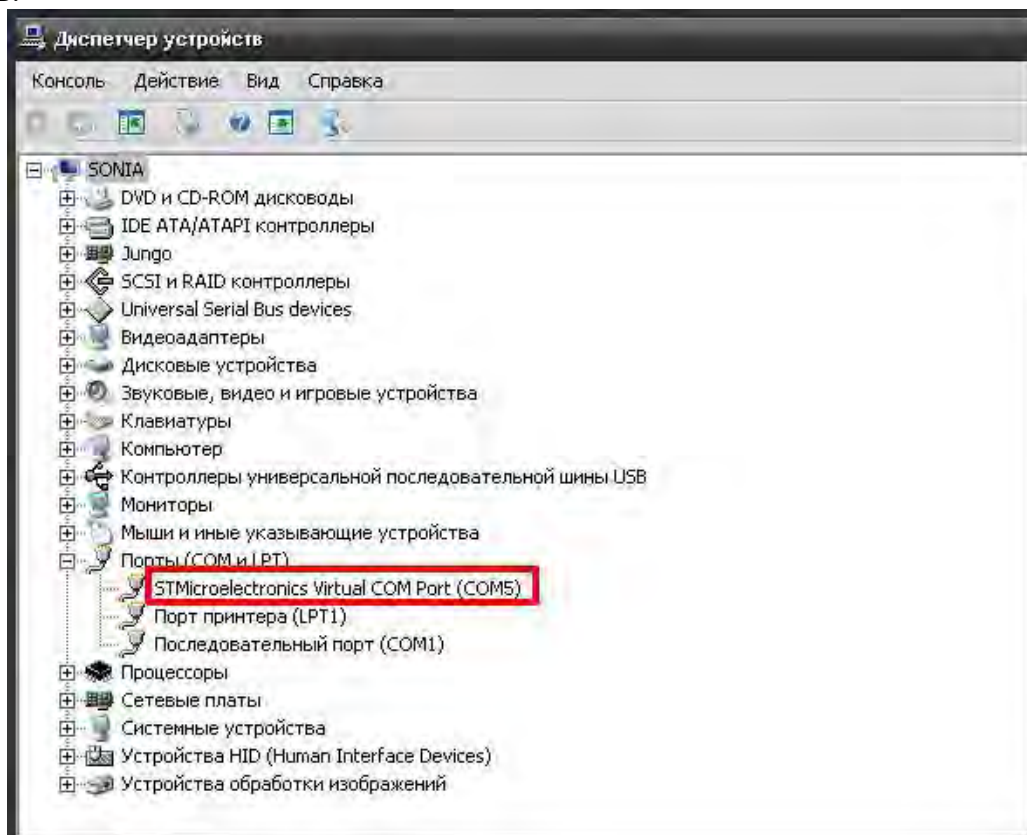 Диспетчер устройств
Консоль Действие Вид Справка
SONIA
DVD и CD-ROM дисководы
IDE ATA/ATAPI контроллеры
Jungo
SCSI и RAID контроллеры
Universal Serial Bus devices
Видеоадаптеры
Дисковые устройства
Звуковые, видео и игровые устройства
Клавиатуры
Компьютер
Контроллеры универсальной последовательной шины USB
Мониторы
Мыши и иные указывающие устройства
Порты (COM и LPT)
STMicroelectronics Virtual COM Port (COM5)
Порт принтера (LPT1)
Последовательный порт (COM1)
Процессоры
Сетевые платы
Системные устройства
Устройства HID (Human Interface Devices)
Устройства обработки изображений